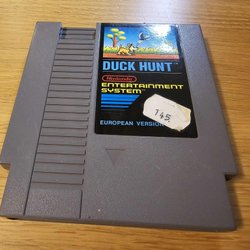 DUCK HUNT
Nintendo
ENTERTAINMENT
SYSTEM
145
EUROPEAN VERSION